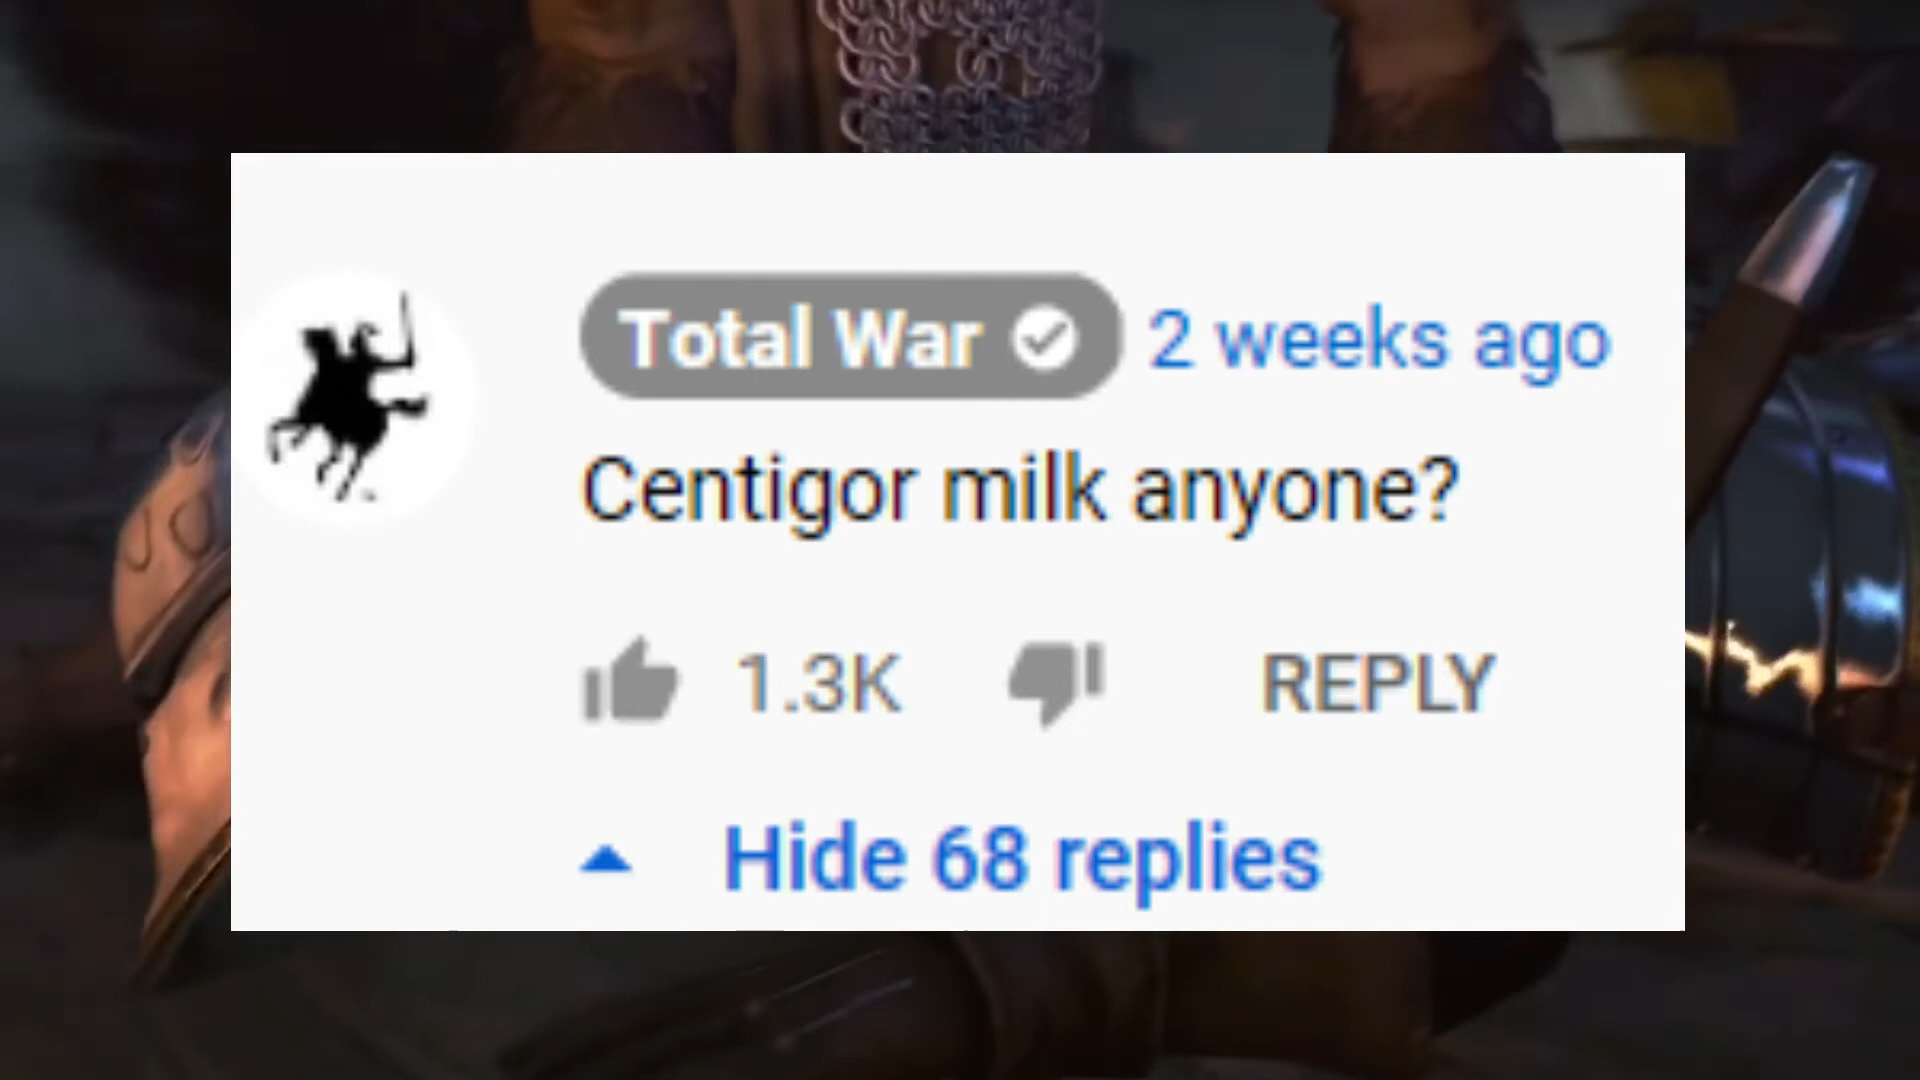 Total War 2 weeks ago
Centigor milk anyone?
1.3K REPLY
Hide 68 replies